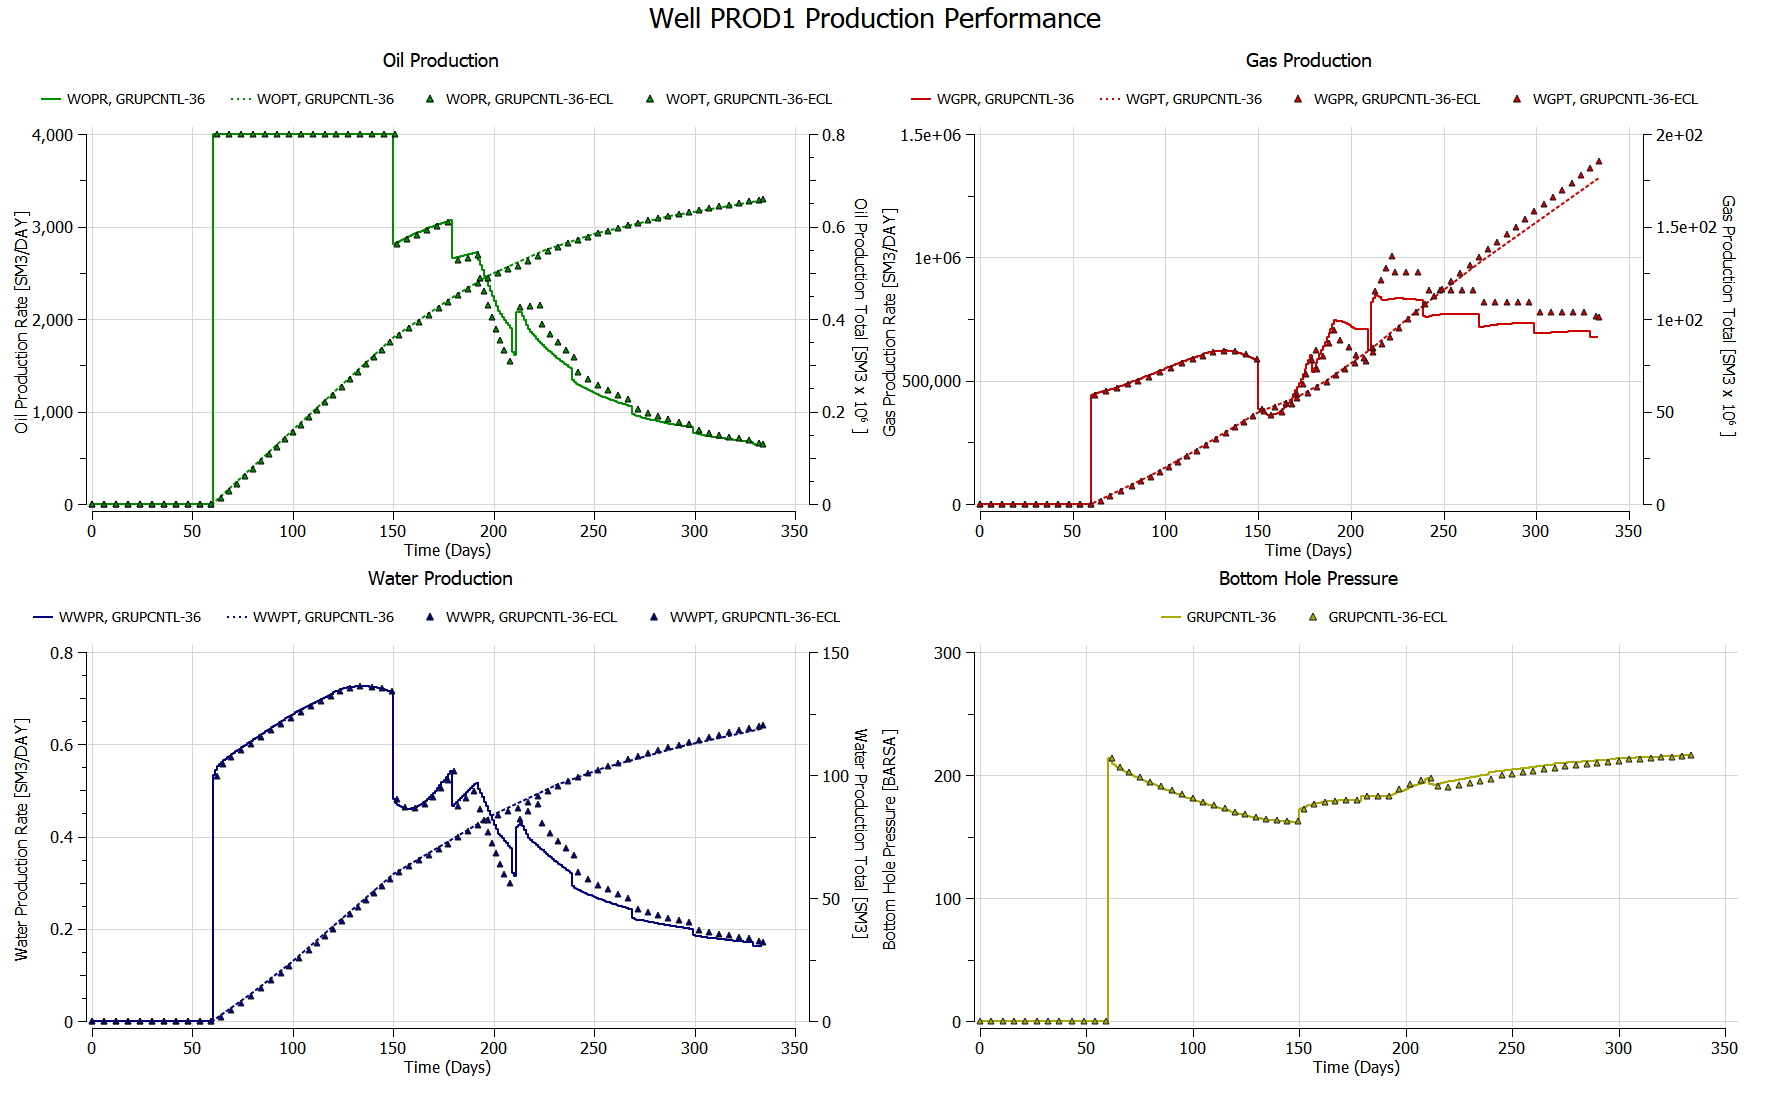 Well PROD1 Production Performance
Oil Production
WOPR, GRUPCNTL-36 WOPT, GRUPCNTL-36 WOPR, GRUPCNTL-36-ECL WOPT, GRUPCNTL-36-ECL
4,000
3,000
2,000
1,000
0
Oil Production Rate [SM3/DAY]
0.8
0.6
0.4
0.2
0
Oil Production Total [SM3 x 10⁶ ]
0 50 100 150 200 250 300 350
Time (Days)
Gas Production
WGPR, GRUPCNTL-36 WGPT, GRUPCNTL-36 WGPR, GRUPCNTL-36-ECL WGPT, GRUPCNTL-36-ECL
1.5e+06
1e+06
500,000
0
Gas Production Rate [SM3/DAY]
2e+02
1.5e+02
1e+02
50
0
Gas Production Total [SM3 x 10⁶ ]
0 50 100 150 200 250 300 350
Time (Days)
Water Production
WWPR, GRUPCNTL-36 WWPT, GRUPCNTL-36 WWPR, GRUPCNTL-36-ECL WWPT, GRUPCNTL-36-ECL
0.8
0.6
0.4
0.2
0
Water Production Rate [SM3/DAY]
150
100
50
0
Water Production Total [SM3]
0 50 100 150 200 250 300 350
Time (Days)
Bottom Hole Pressure
GRUPCNTL-36 GRUPCNTL-36-ECL
300
200
100
0
Bottom Hole Pressure [BARSA]
0 50 100 150 200 250 300 350
Time (Days)